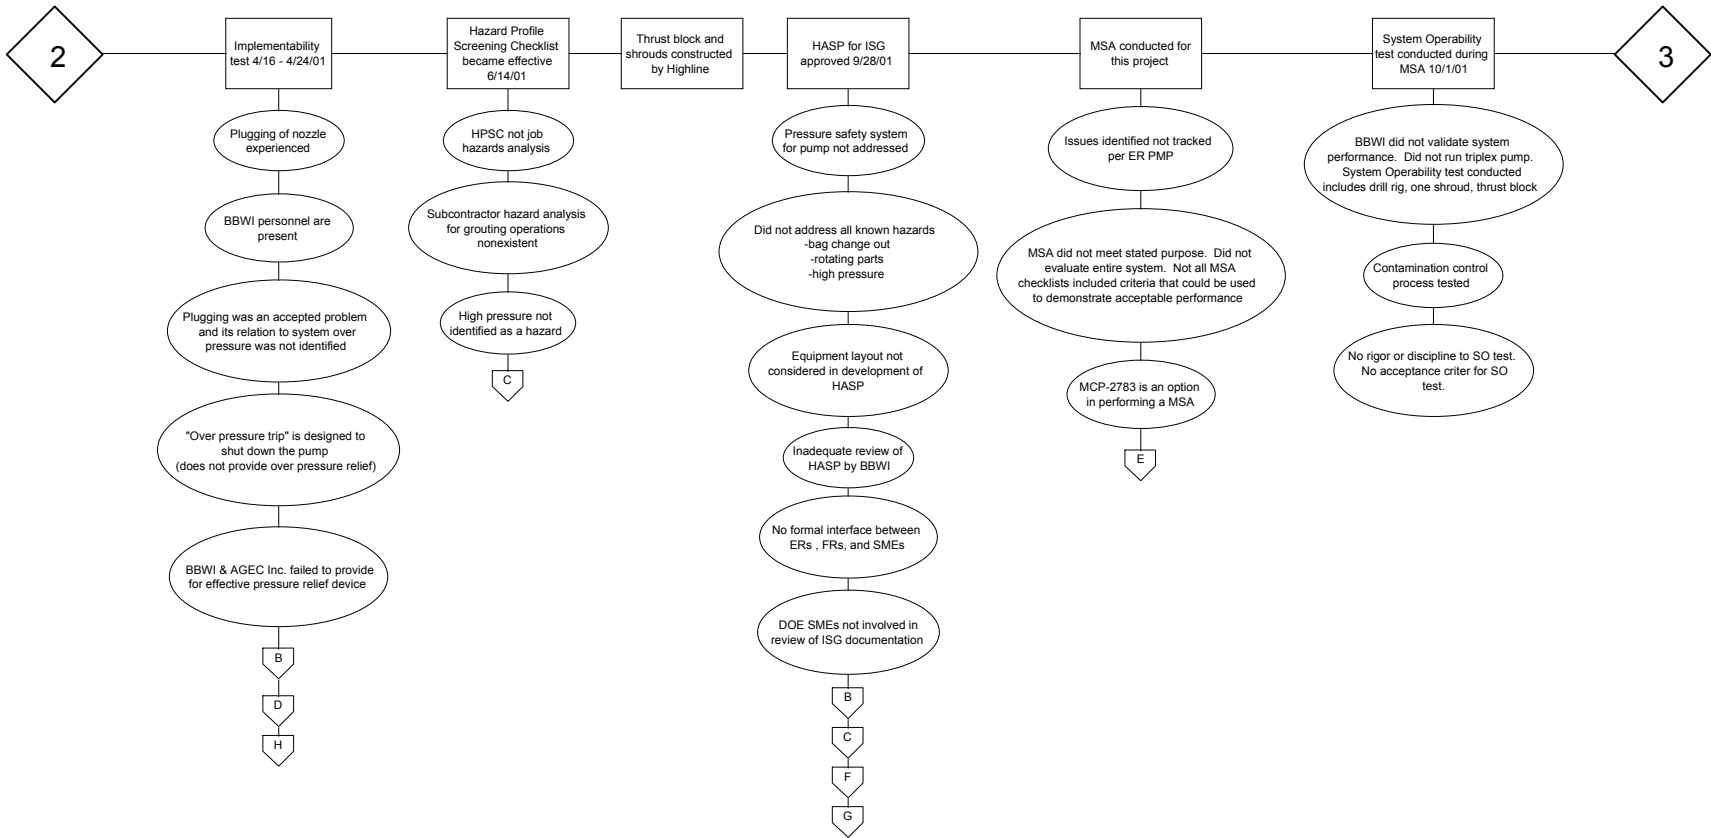 2
Implementability
test 4/16 - 4/24/01
Plugging of nozzle
experienced
BBWI personnel are
present
Plugging was an accepted problem
and its relation to system over
pressure was not identified
"Over pressure trip" is designed to
shut down the pump
(does not provide over pressure relief)
BBWI & AGEC Inc. failed to provide
for effective pressure relief device
B
D
H
Hazard Profile
Screening Checklist
became effective
6/14/01
HPSC not job
hazards analysis
Subcontractor hazard analysis
for grouting operations
nonexistent
High pressure not
identified as a hazard
C
Thrust block and
shrouds constructed
by Highline
HASP for ISG
approved 9/28/01
Pressure safety system
for pump not addressed
Did not address all known hazards
-bag change out
-rotating parts
-high pressure
Equipment layout not
considered in development of
HASP
Inadequate review of
HASP by BBWI
No formal interface between
ERs , FRs, and SMEs
DOE SMEs not involved in
review of ISG documentation
B
C
F
G
MSA conducted for
this project
Issues identified not tracked
per ER PMP
MSA did not meet stated purpose.  Did not
evaluate entire system.  Not all MSA
checklists included criteria that could be used
to demonstrate acceptable performance
MCP-2783 is an option
in performing a MSA
E
System Operability
test conducted during
MSA 10/1/01
BBWI did not validate system
performance.  Did not run triplex pump.
System Operability test conducted
includes drill rig, one shroud, thrust block
Contamination control
process tested
No rigor or discipline to SO test.
No acceptance criter for SO
test.
3